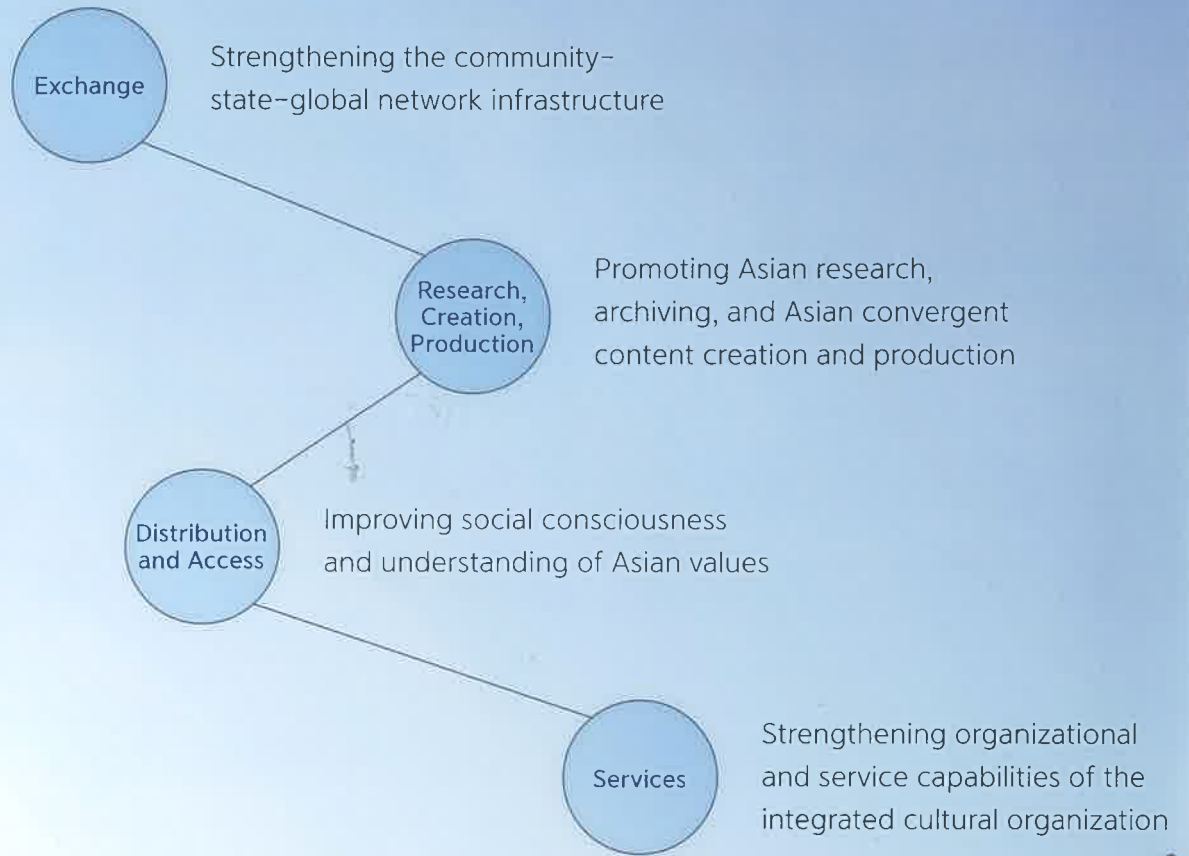 Exchange
Strengthening the community-
state-global network infrastructure
Research,
Creation,
Production
Promoting Asian research,
archiving, and Asian convergent
content creation and production
Distribution
and Access
Improving social consciousness
and understanding of Asian values
Services
Strengthening organizational
and service capabilities of the
integrated cultural organization